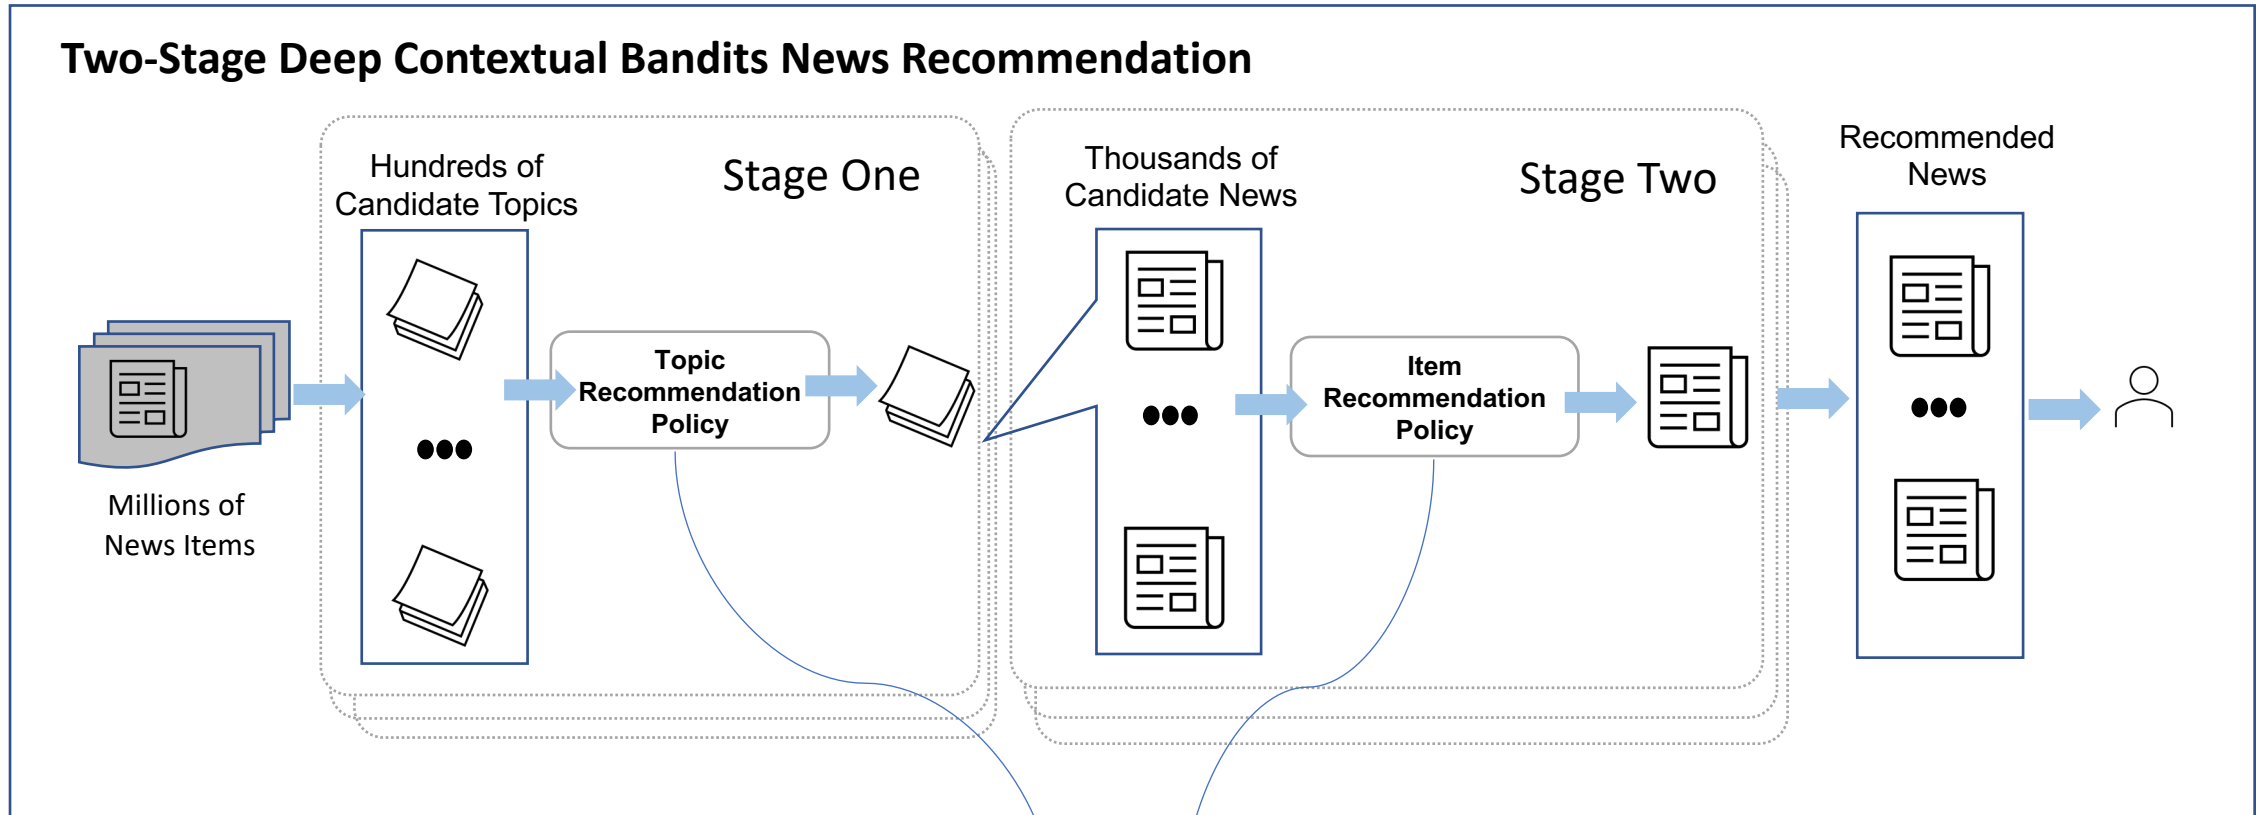 Two-Stage Deep Contextual Bandits News Recommendation
Hundreds of
Candidate Topics
Stage One
Thousands of
Candidate News
Stage Two
Recommended
News
Topic
Recommendation
Policy
Item
Recommendation
Policy
Millions of
News Items